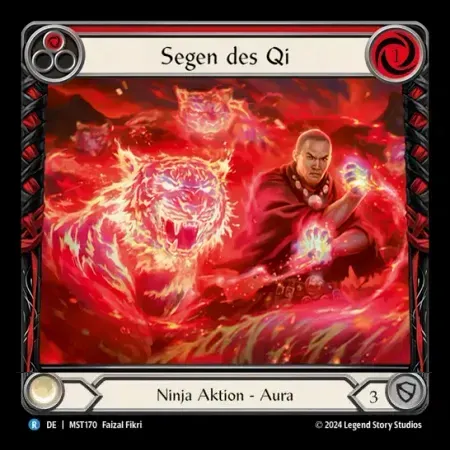 Segen des Qi
1
Ninja Aktion - Aura
3
R DE | MST170 Faizal Fikri
© 2024 Legend Story Studios